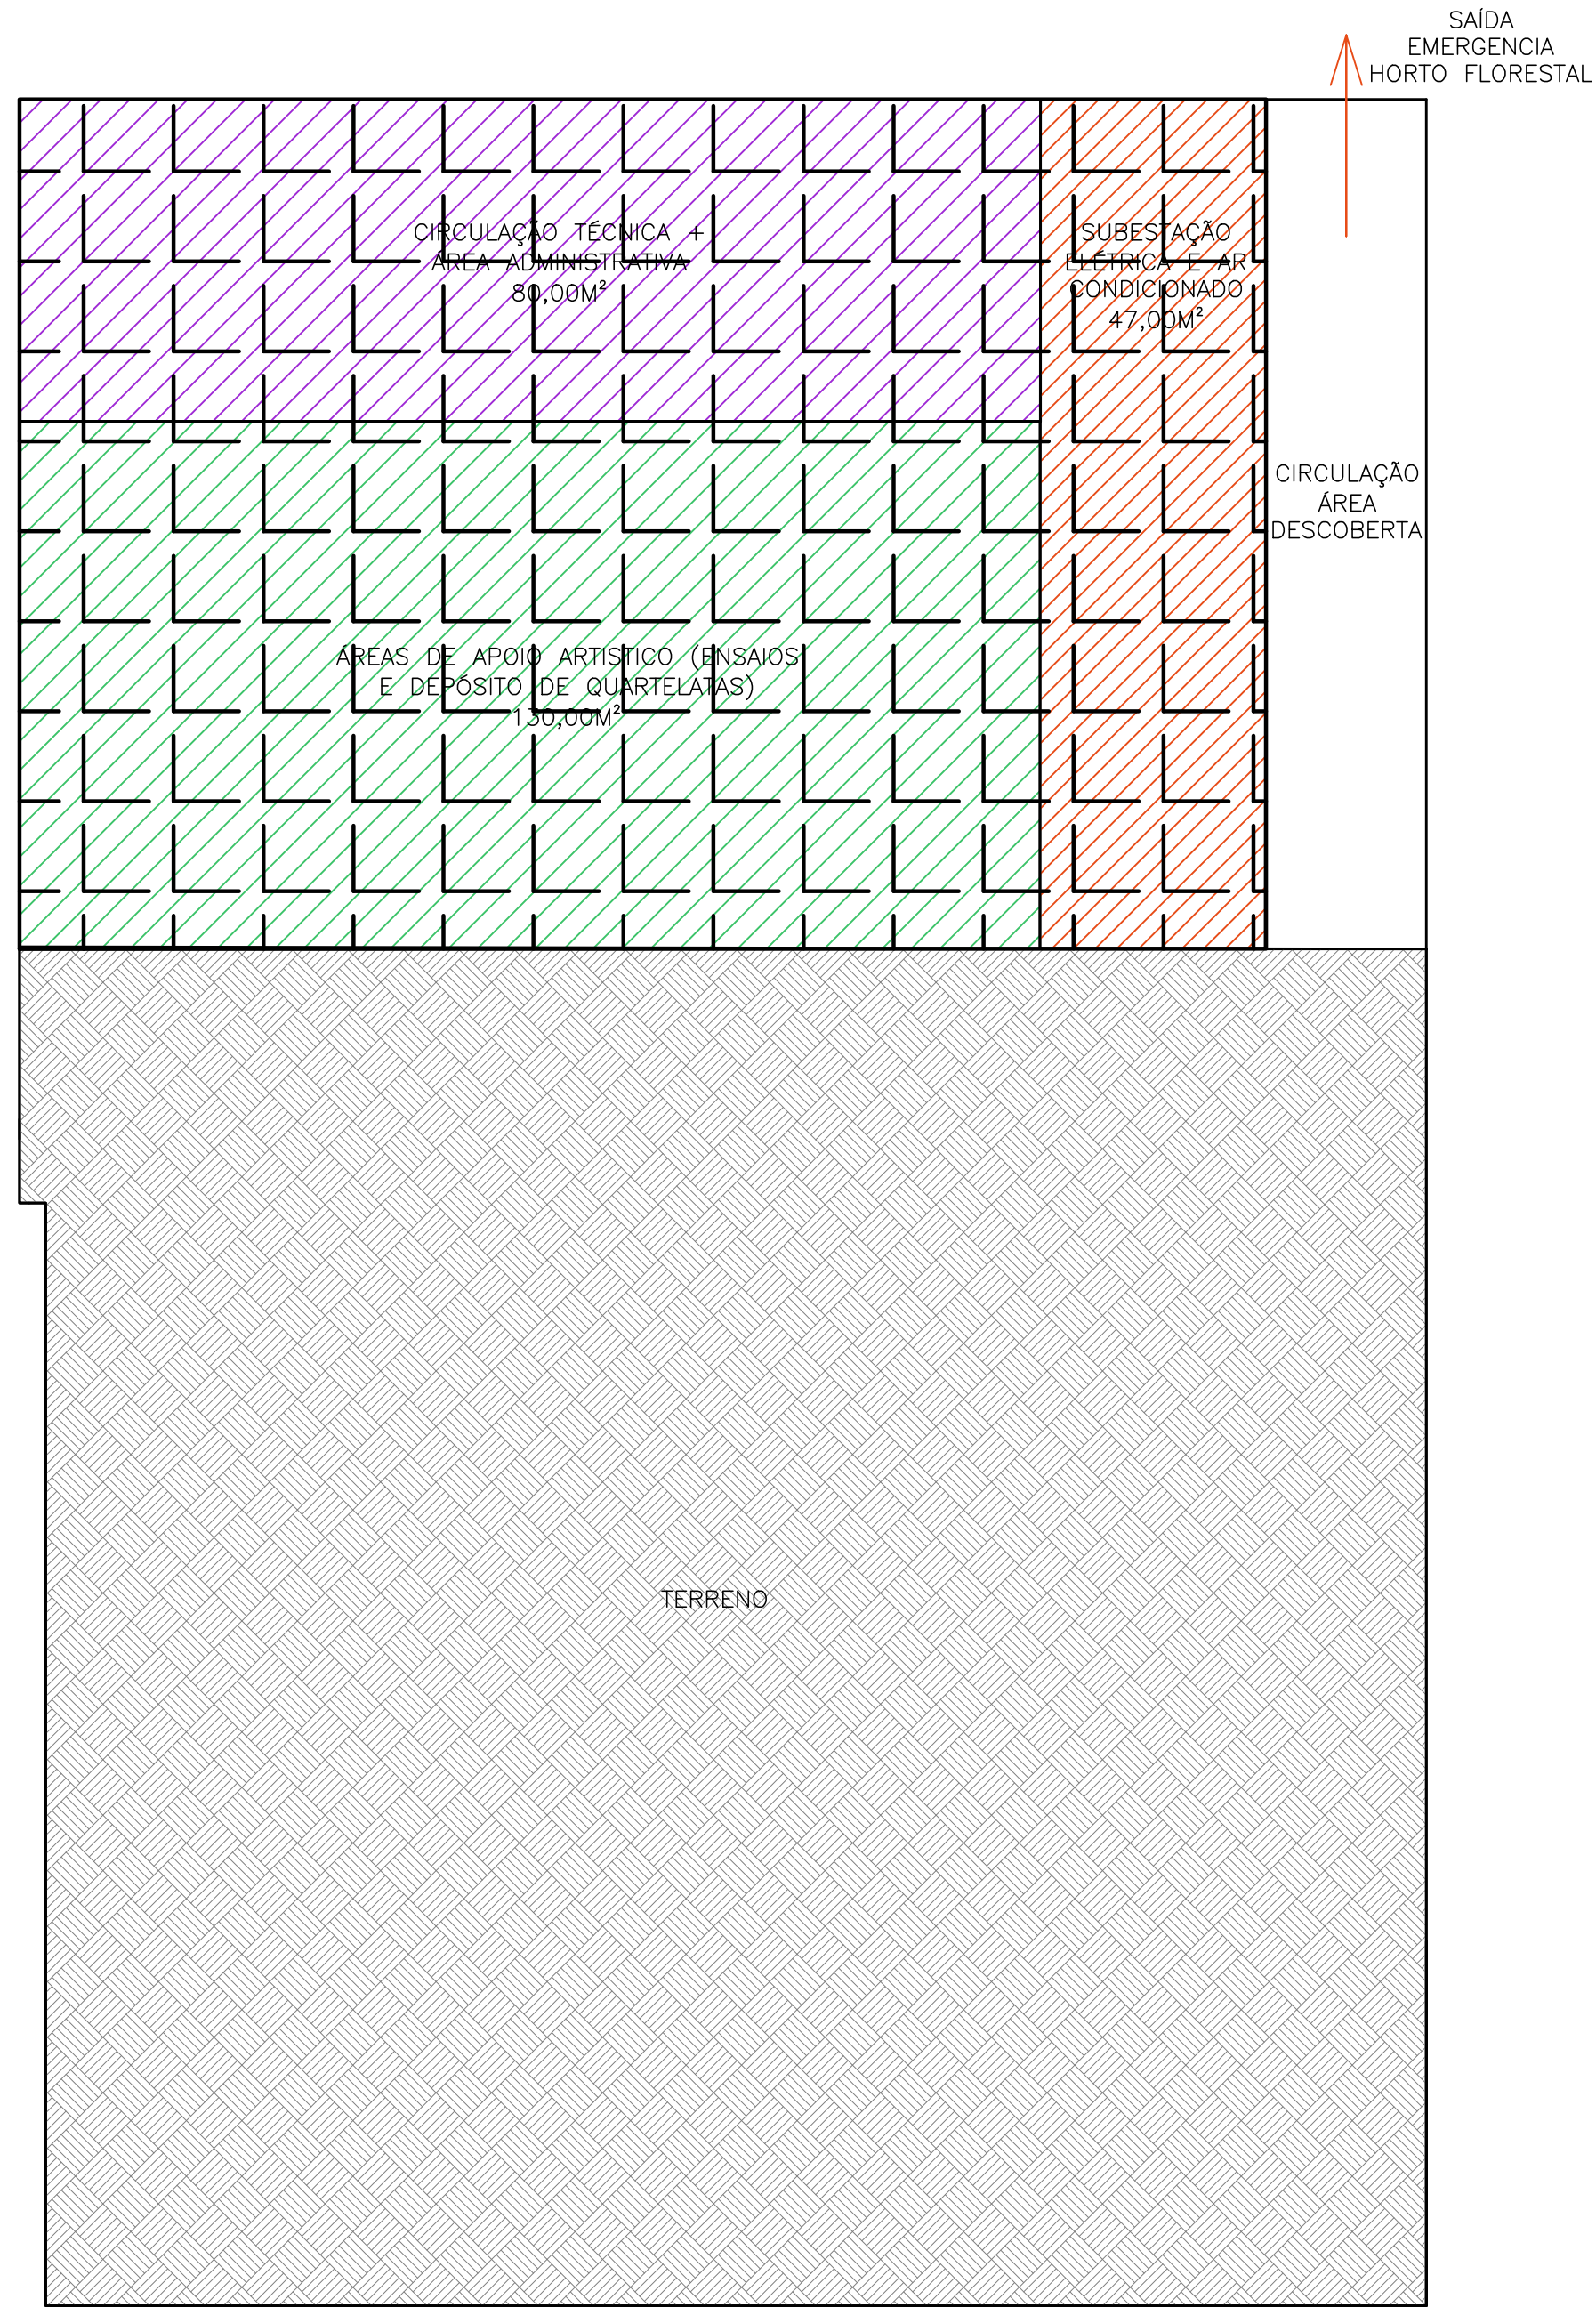 SAÍDA
EMERGENCIA
HORTO FLORESTAL
CIRCULAÇÃO TÉCNICA +
ÁREA ADMINISTRATIVA
80,00M²
SUBESTAÇÃO
ELÉTRICA E AR
CONDICIONADO
47,00M²
CIRCULAÇÃO
ÁREA
DESCOBERTA
ÁREAS DE APOIO ARTISTICO (ENSAIOS
E DEPÓSITO DE QUARTELATAS)
130,00M²
TERRENO